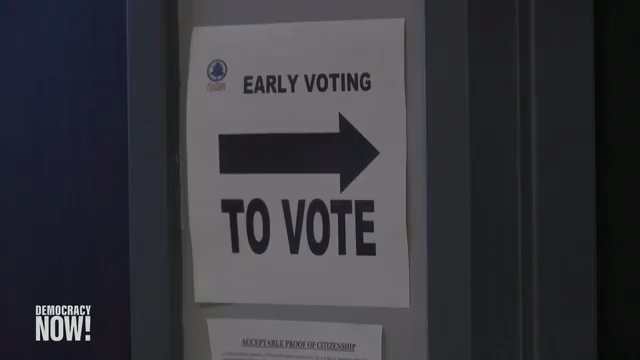 EARLY VOTING
TO VOTE
ACCEPTABLE PROOF OF CITIZENSHIP
DEMOCRACY
NOW!